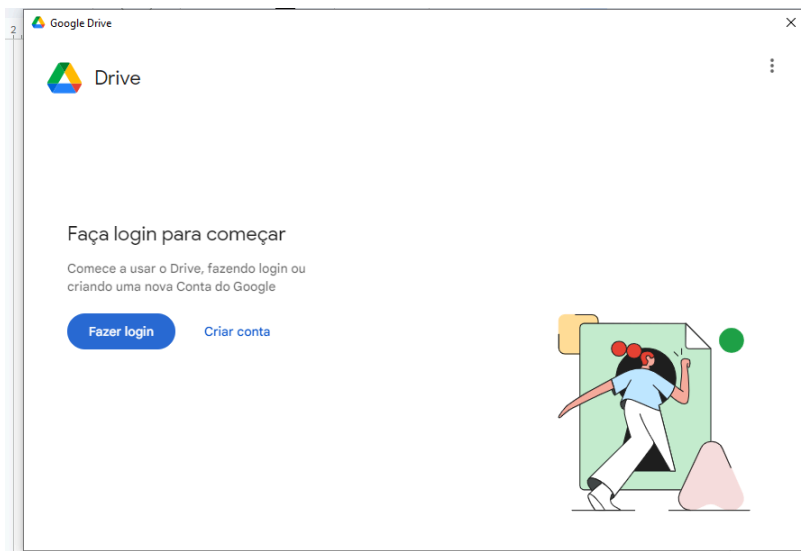 Google Drive
2
Drive
Faça login para começar
Comece a usar o Drive, fazendo login ou
criando uma nova Conta do Google
Fazer login
Criar conta